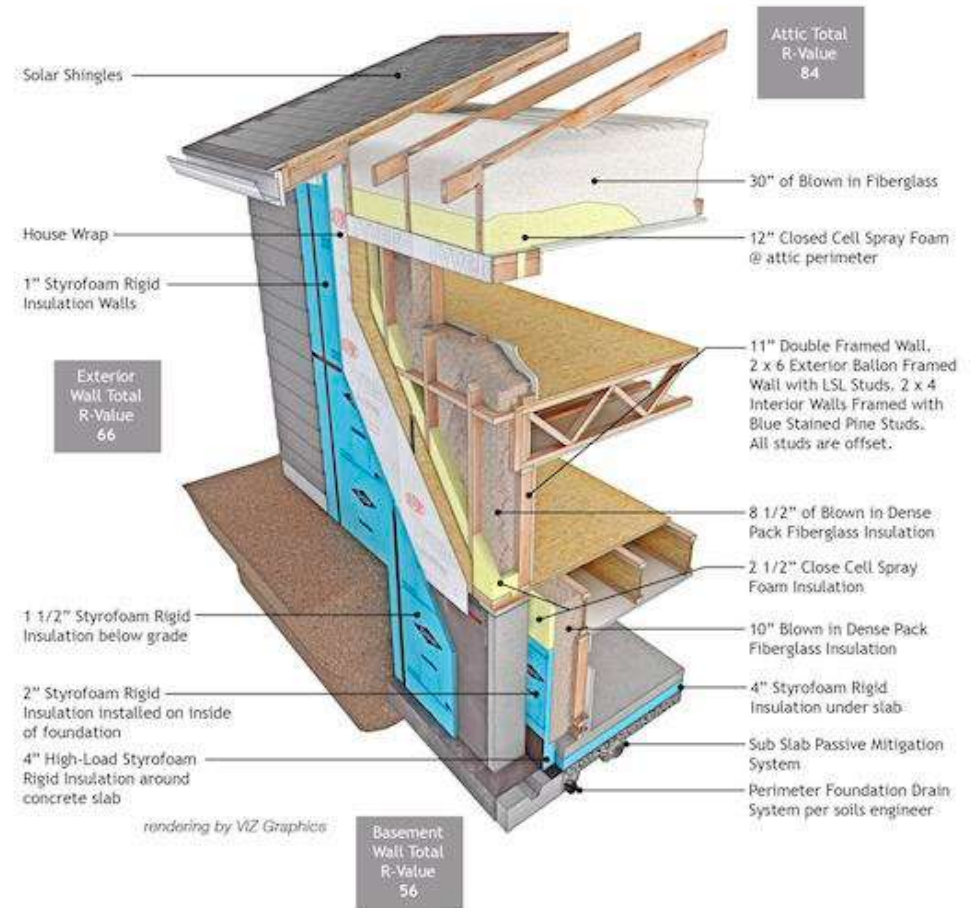 Attic Total
R-Value
84
Solar Shingles
30” of Blown in Fiberglass
House Wrap
12” Closed Cell Spray Foam
@ attic perimeter
1” Styrofoam Rigid
Insulation Walls
11” Double Framed Wall.
2 x 6 Exterior Ballon Framed
Wall with LSL Studs. 2 x 4
Interior Walls Framed with
Blue Stained Pine Studs.
All studs are offset.
Exterior
Wall Total
R-Value
66
8 1/2” of Blown in Dense
Pack Fiberglass Insulation
2 1/2” Close Cell Spray
Foam Insulation
1 1/2” Styrofoam Rigid
Insulation below grade
10” Blown in Dense Pack
Fiberglass Insulation
2” Styrofoam Rigid
Insulation installed on inside
of foundation
4” Styrofoam Rigid
Insulation under slab
4” High-Load Styrofoam
Rigid Insulation around
concrete slab
Sub Slab Passive Mitigation
System
Perimeter Foundation Drain
System per soils engineer
rendering by VIZ Graphics
Basement
Wall Total
R-Value
56